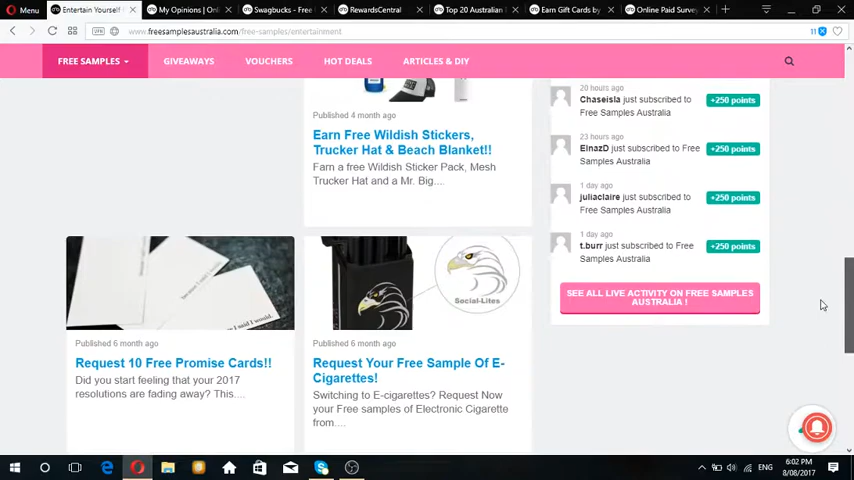 Menu
Entertain Yourself F
My Opinions | Onl
Swagbucks - Free
RewardsCentral
Top 20 Australian
Earn Gift Cards by
Online Paid Survey
www.freesamplesaustralia.com/free-samples/entertainment
11
FREE SAMPLES
GIVEAWAYS
VOUCHERS
HOT DEALS
ARTICLES & DIY
Published 4 month ago
Earn Free Wildish Stickers,
Trucker Hat & Beach Blanket!!
Earn a free Wildish Sticker Pack, Mesh
Trucker Hat and a Mr. Big....
20 hours ago
Chaseisla just subscribed to
Free Samples Australia
+250 points
23 hours ago
ElnazD just subscribed to Free
Samples Australia
+250 points
1 day ago
juliaclaire just subscribed to
Free Samples Australia
+250 points
1 day ago
t.burr just subscribed to Free
Samples Australia
+250 points
SEE ALL LIVE ACTIVITY ON FREE SAMPLES
AUSTRALIA !
Social-Lites
Published 6 month ago
Request 10 Free Promise Cards!!
Did you start feeling that your 2017
resolutions are fading away? This....
Published 6 month ago
Request Your Free Sample Of E-
Cigarettes!
Switching to E-cigarettes? Request Now
your Free samples of Electronic Cigarette
from....
ENG
6:02 PM
8/08/2017